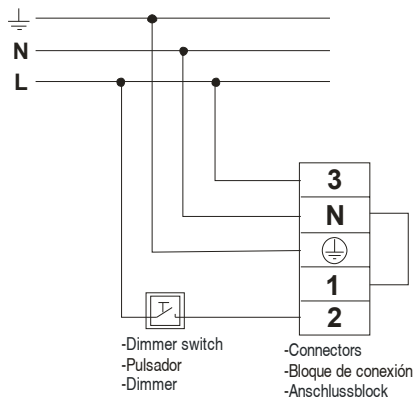 N
L
3
N
1
2
-Dimmer switch
-Pulsador
-Dimmer
-Connectors
-Bloque de conexión
-Anschlussblock